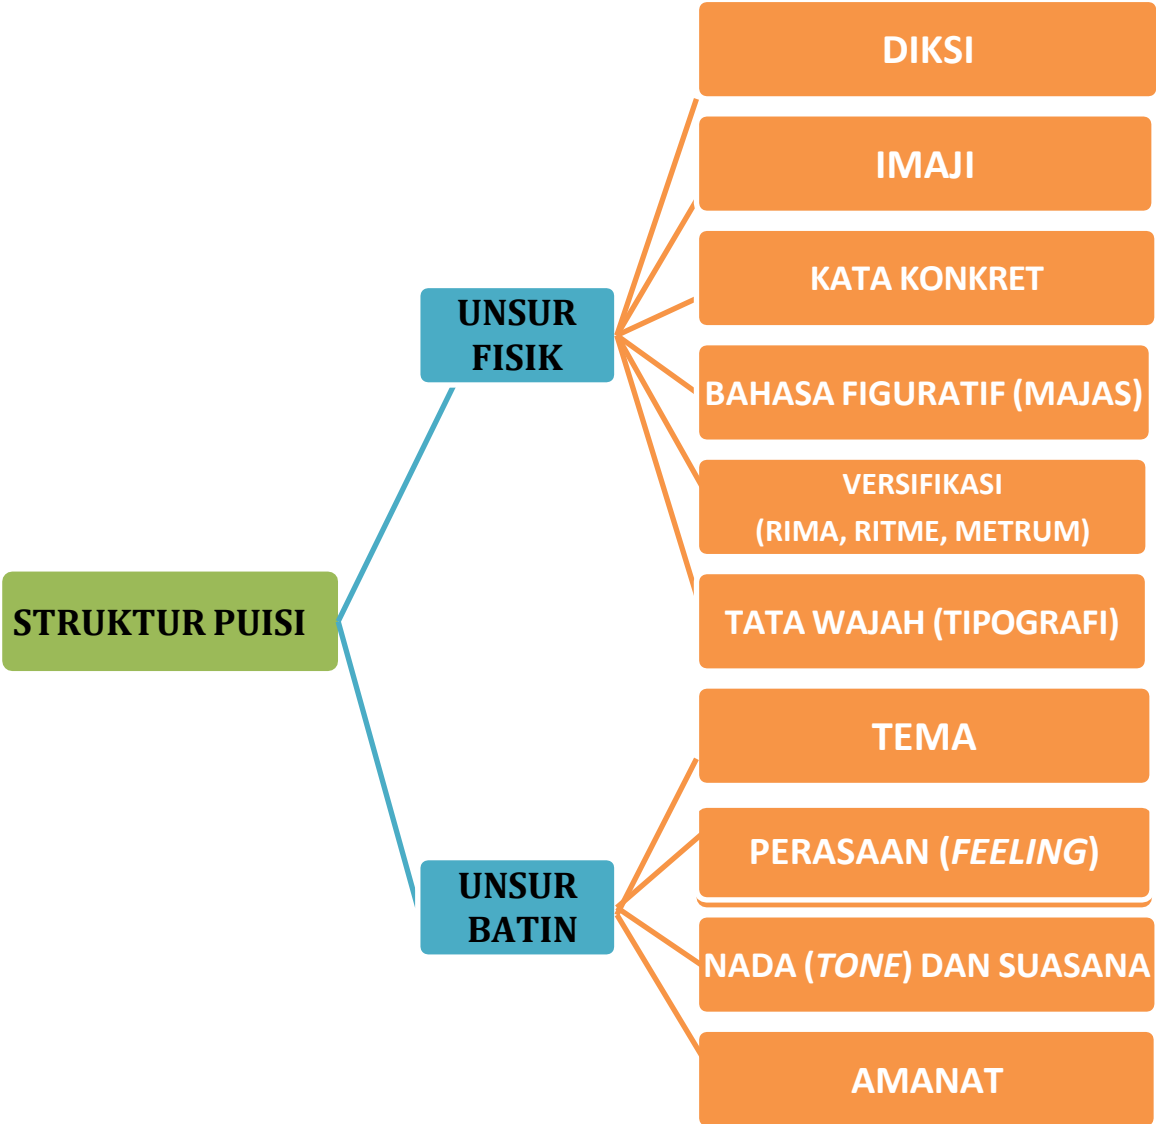 STRUKTUR PUISI
UNSUR
FISIK
DIKSI
IMAJI
KATA KONKRET
BAHASA FIGURATIF (MAJAS)
VERSIFIKASI
(RIMA, RITME, METRUM)
TATA WAJAH (TIPOGRAFI)
UNSUR
BATIN
TEMA
PERASAAN (FEELING)
NADA (TONE) DAN SUASANA
AMANAT